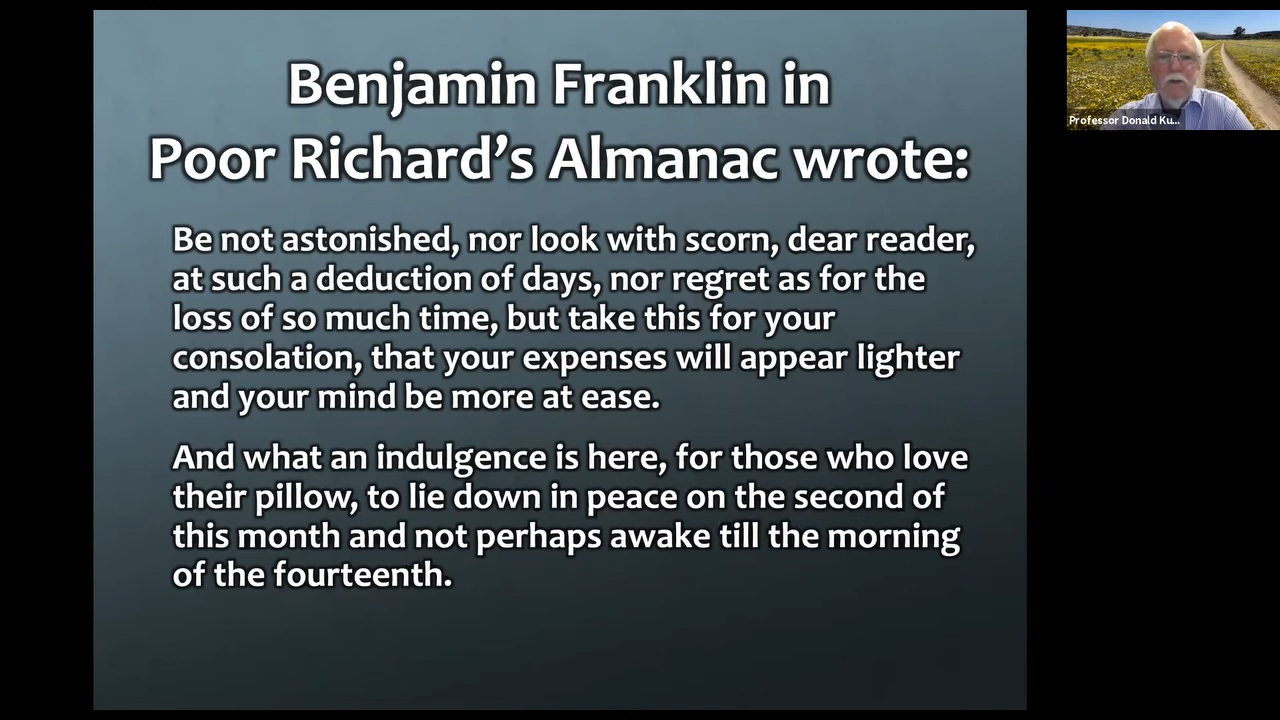 Benjamin Franklin in
Poor Richard’s Almanac wrote:
Be not astonished, nor look with scorn, dear reader,
at such a deduction of days, nor regret as for the
loss of so much time, but take this for your
consolation, that your expenses will appear lighter
and your mind be more at ease.
And what an indulgence is here, for those who love
their pillow, to lie down in peace on the second of
this month and not perhaps awake till the morning
of the fourteenth.
Professor Donald Ku...